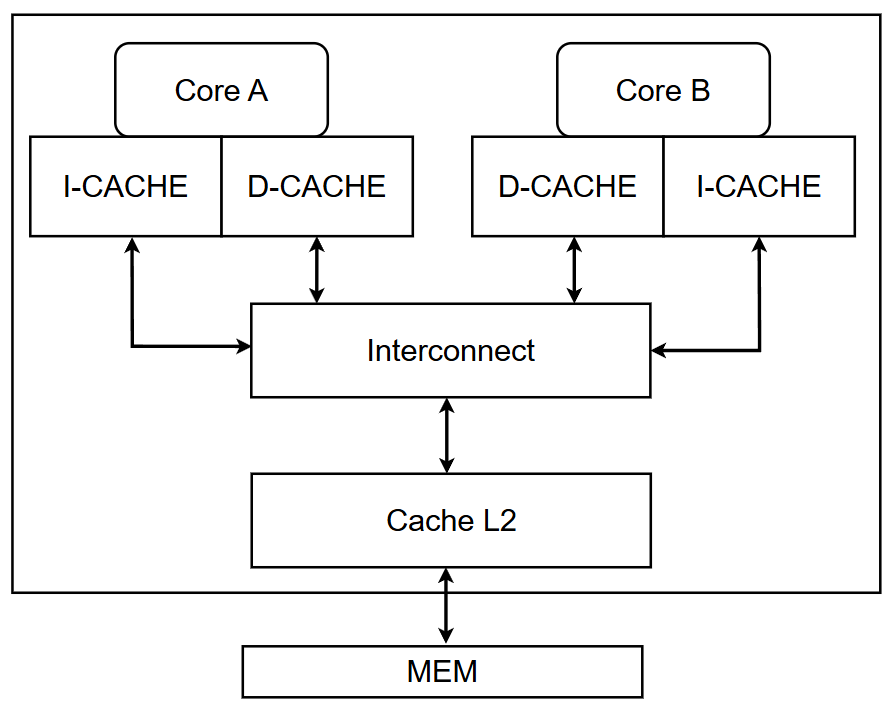 Core A
Core B
I-CACHE
D-CACHE
D-CACHE
I-CACHE
Interconnect
Cache L2
MEM